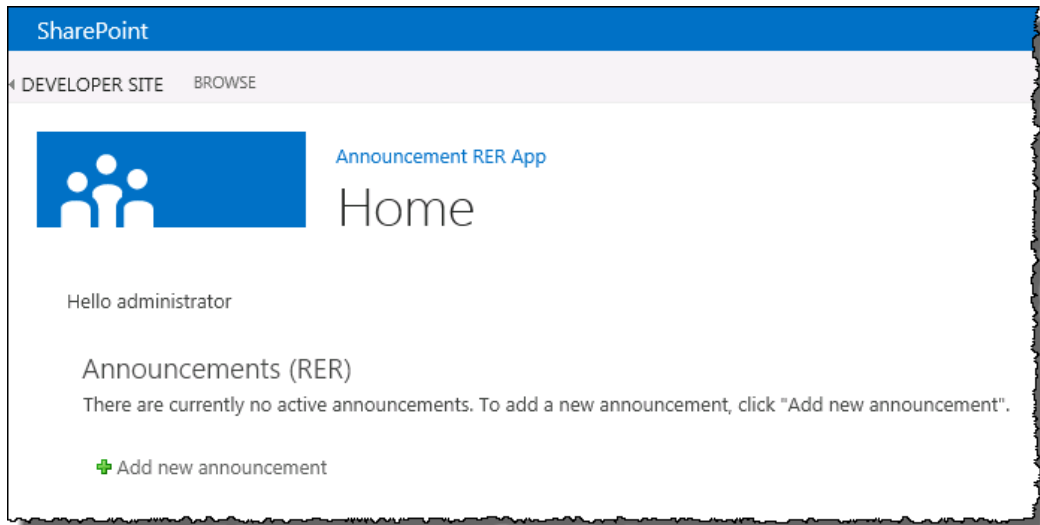 SharePoint
DEVELOPER SITE BROWSE
Announcement RER App
Home
Hello administrator
Announcements (RER)
There are currently no active announcements. To add a new announcement, click "Add new announcement".
Add new announcement